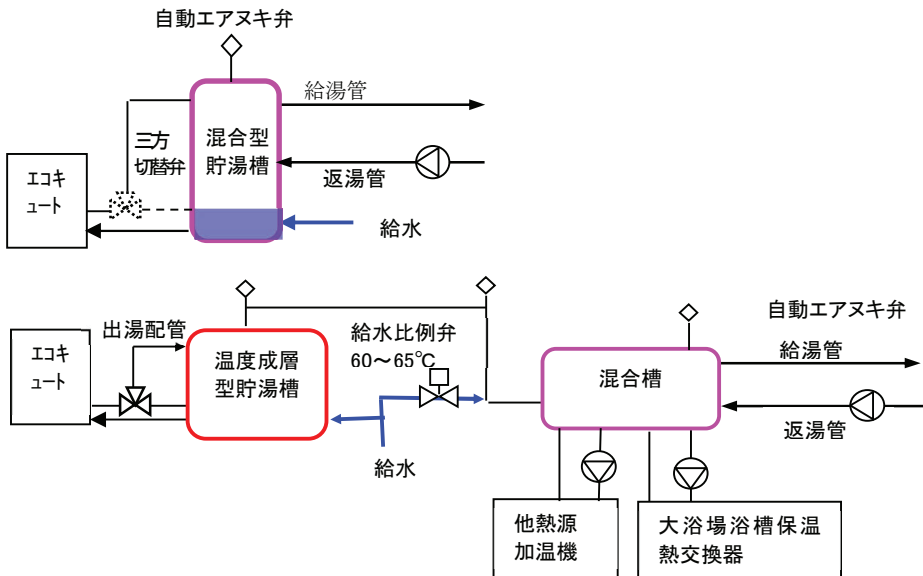 自動エアヌキ弁
給湯管
混合型
貯湯槽
三方
切替弁
エコキ
ュート
返湯管
給水
出湯配管
給水比例弁
60～65℃
自動エアヌキ弁
エコキ
ュート
温度成層
型貯湯槽
混合槽
給湯管
返湯管
給水
他熱源
加温機
大浴場浴槽保温
熱交換器